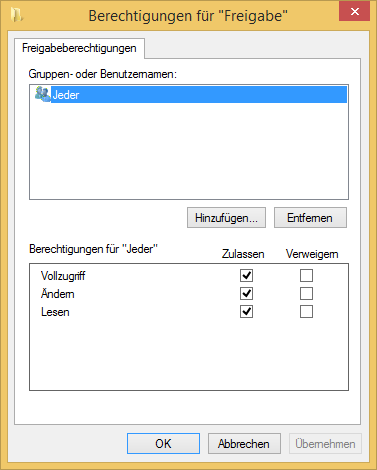 Berechtigungen für "Freigabe"
Freigabeberechtigungen
Gruppen- oder Benutzernamen:
Jeder
Hinzufügen... Entfernen
Berechtigungen für "Jeder" Zulassen Verweigern
Vollzugriff
Ändern
Lesen
OK Abbrechen Übernehmen